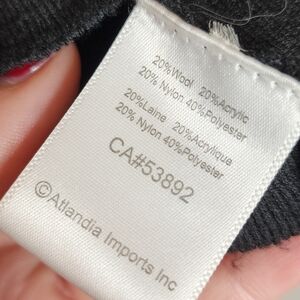 20%Wool 20%Acrylic
20% Nylon 40%Polyester
20%Laine 20%Acrylique
20% Nylon 40%Polyester
CA#53892
©Atlandia Imports Inc